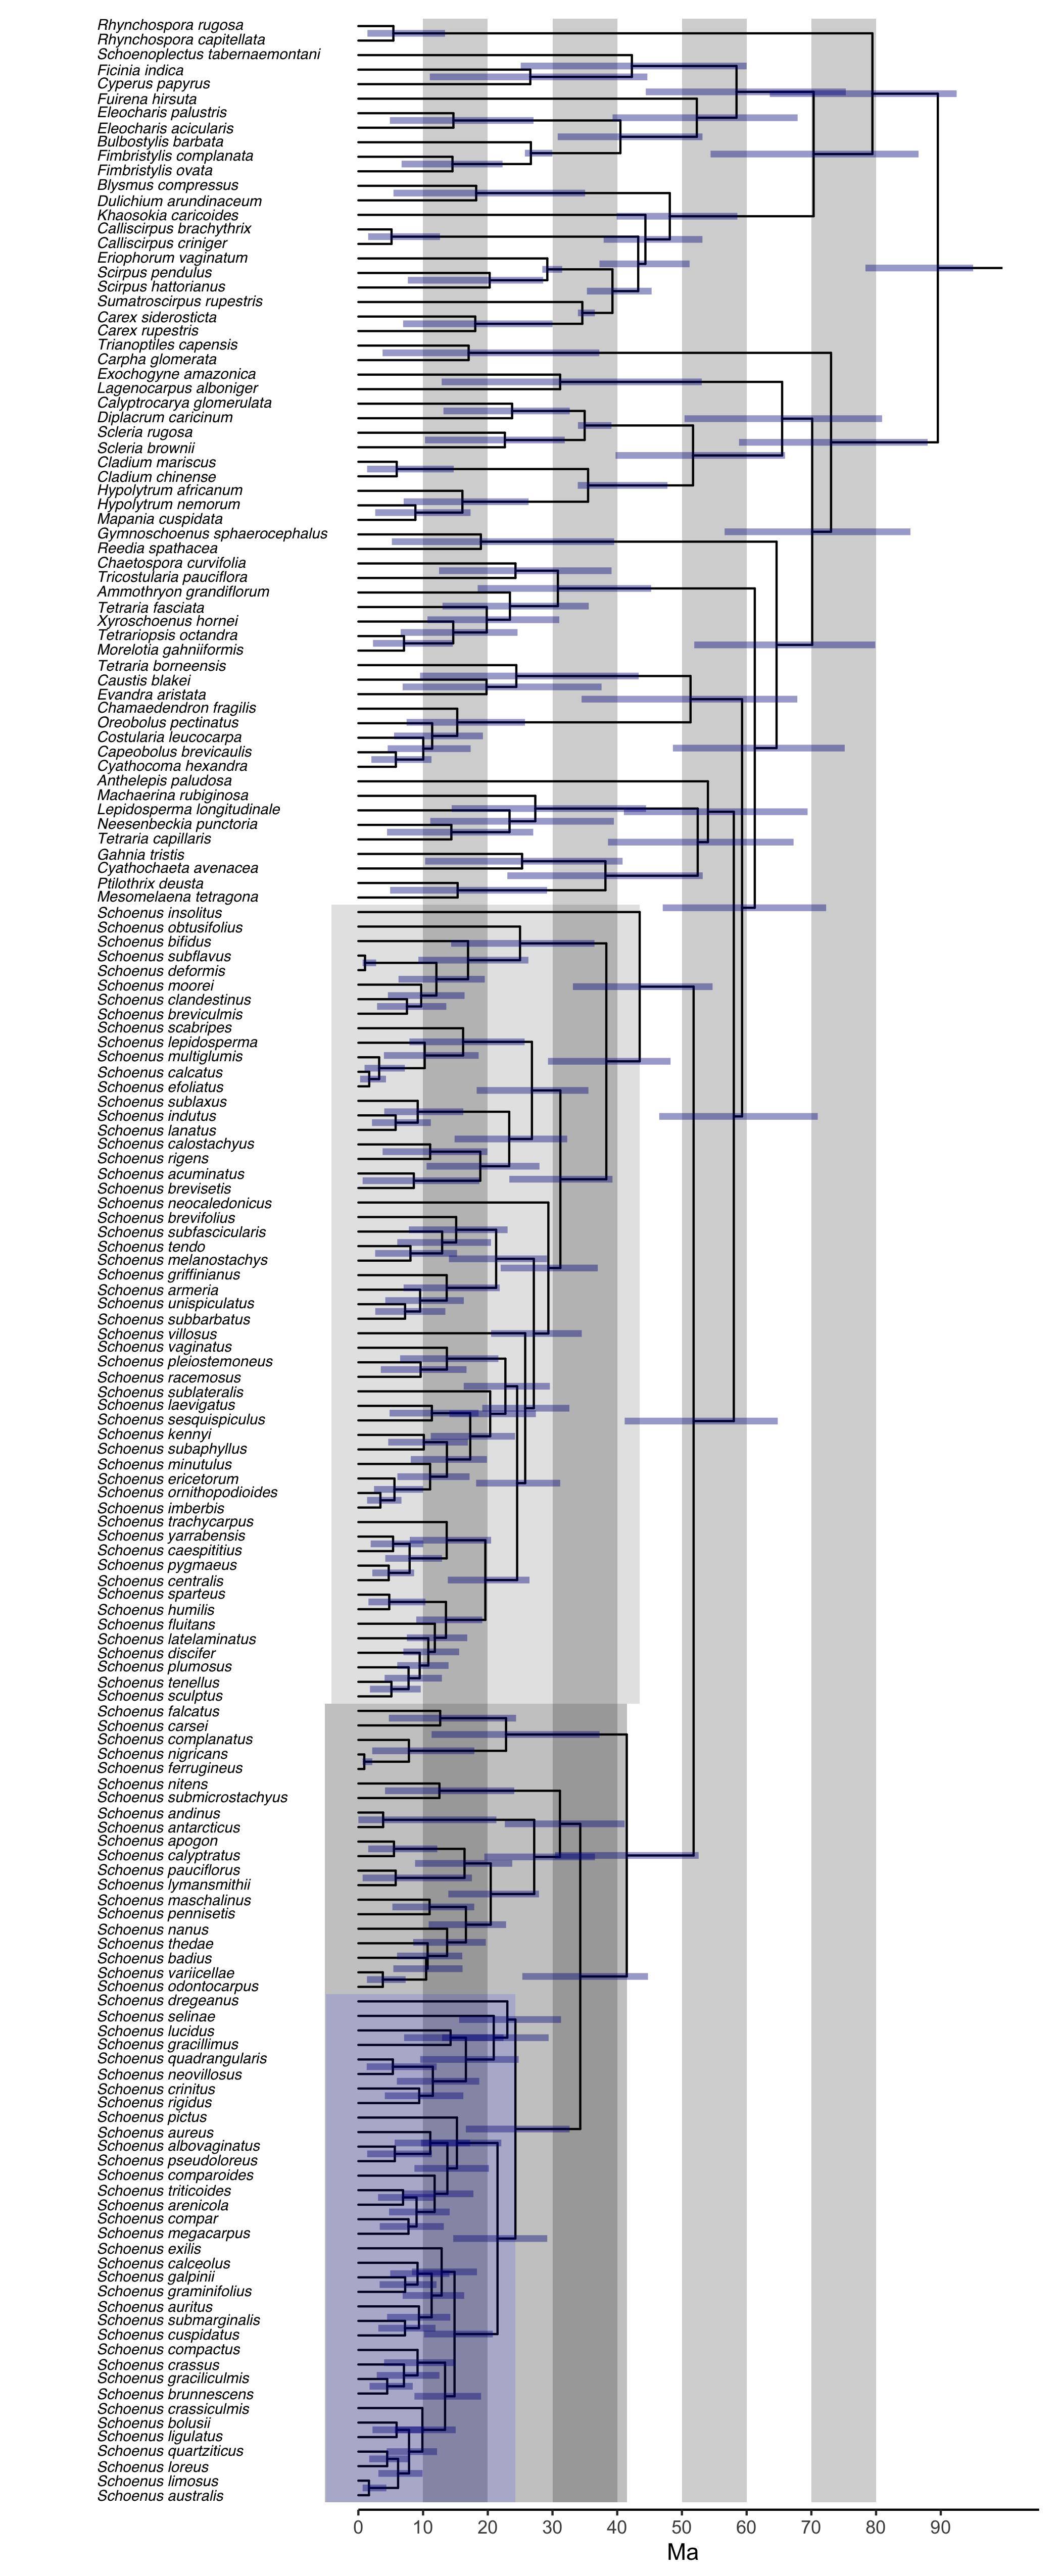 Rhynchospora rugosa
Rhynchospora capitellata
Schoenoplectus tabernaemontani
Ficinia indica
Cyperus papyrus
Fuirena hirsuta
Eleocharis palustris
Eleocharis acicularis
Bulbostylis barbata
Fimbristylis complanata
Fimbristylis ovata
Blysmus compressus
Dulichium arundinaceum
Khaosokia caricoides
Calliscirpus brachythrix
Calliscirpus criniger
Eriophorum vaginatum
Scirpus pendulus
Scirpus hattorianus
Sumatroscirpus rupestris
Carex siderosticta
Carex rupestris
Trianoptiles capensis
Carpha glomerata
Exochogyne amazonica
Lagenocarpus alboniger
Calyptrocarya glomerulata
Diplacrum caricinum
Scleria rugosa
Scleria brownii
Cladium mariscus
Cladium chinense
Hypolytrum africanum
Hypolytrum nemorum
Mapania cuspidata
Gymnoschoenus sphaerocephalus
Reedia spathacea
Chaetospora curvifolia
Tricostularia pauciflora
Ammothryon grandiflorum
Tetraria fasciata
Xyroschoenus hornei
Tetrariopsis octandra
Morelotia gahniiformis
Tetraria borneensis
Caustis blakei
Evandra aristata
Chamaedendron fragilis
Oreobolus pectinatus
Costularia leucocarpa
Capeobolus brevicaulis
Cyathocoma hexandra
Anthelepis paludosa
Machaerina rubiginosa
Lepidosperma longitudinale
Neesenbeckia punctoria
Tetraria capillaris
Gahnia tristis
Cyathochaeta avenacea
Ptilothrix deusta
Mesomelaena tetragona
Schoenus insolitus
Schoenus obtusifolius
Schoenus bifidus
Schoenus subflavus
Schoenus deformis
Schoenus moorei
Schoenus clandestinus
Schoenus breviculmis
Schoenus scabripes
Schoenus lepidosperma
Schoenus multiglumis
Schoenus calcatus
Schoenus efoliatus
Schoenus sublaxus
Schoenus indutus
Schoenus lanatus
Schoenus calostachyus
Schoenus rigens
Schoenus acuminatus
Schoenus brevisetis
Schoenus neocaledonicus
Schoenus brevifolius
Schoenus subfascicularis
Schoenus tendo
Schoenus melanostachys
Schoenus griffinianus
Schoenus armeria
Schoenus unispiculatus
Schoenus subbarbatus
Schoenus villosus
Schoenus vaginatus
Schoenus pleiostemoneus
Schoenus racemosus
Schoenus sublateralis
Schoenus laevigatus
Schoenus sesquispiculus
Schoenus kennyi
Schoenus subaphyllus
Schoenus minutulus
Schoenus ericetorum
Schoenus ornithopodioides
Schoenus imberbis
Schoenus trachycarpus
Schoenus yarrabensis
Schoenus caespititius
Schoenus pygmaeus
Schoenus centralis
Schoenus sparteus
Schoenus humilis
Schoenus fluitans
Schoenus latelaminatus
Schoenus discifer
Schoenus plumosus
Schoenus tenellus
Schoenus sculptus
Schoenus falcatus
Schoenus carsei
Schoenus complanatus
Schoenus nigricans
Schoenus ferrugineus
Schoenus nitens
Schoenus submicrostachyus
Schoenus andinus
Schoenus antarcticus
Schoenus apogon
Schoenus calyptratus
Schoenus pauciflorus
Schoenus lymansmithii
Schoenus maschalinus
Schoenus pennisetis
Schoenus nanus
Schoenus thedae
Schoenus badius
Schoenus variicellae
Schoenus odontocarpus
Schoenus dregeanus
Schoenus selinae
Schoenus lucidus
Schoenus gracillimus
Schoenus quadrangularis
Schoenus neovillosus
Schoenus crinitus
Schoenus rigidus
Schoenus pictus
Schoenus aureus
Schoenus albovaginatus
Schoenus pseudoloreus
Schoenus comparoides
Schoenus triticoides
Schoenus arenicola
Schoenus compar
Schoenus megacarpus
Schoenus exilis
Schoenus calceolus
Schoenus galpinii
Schoenus graminifolius
Schoenus auritus
Schoenus submarginalis
Schoenus cuspidatus
Schoenus compactus
Schoenus crassus
Schoenus graciliculmis
Schoenus brunnescens
Schoenus crassiculmis
Schoenus bolusii
Schoenus ligulatus
Schoenus quartziticus
Schoenus loreus
Schoenus limosus
Schoenus australis
0 10 20 30 40 50 60 70 80 90
Ma